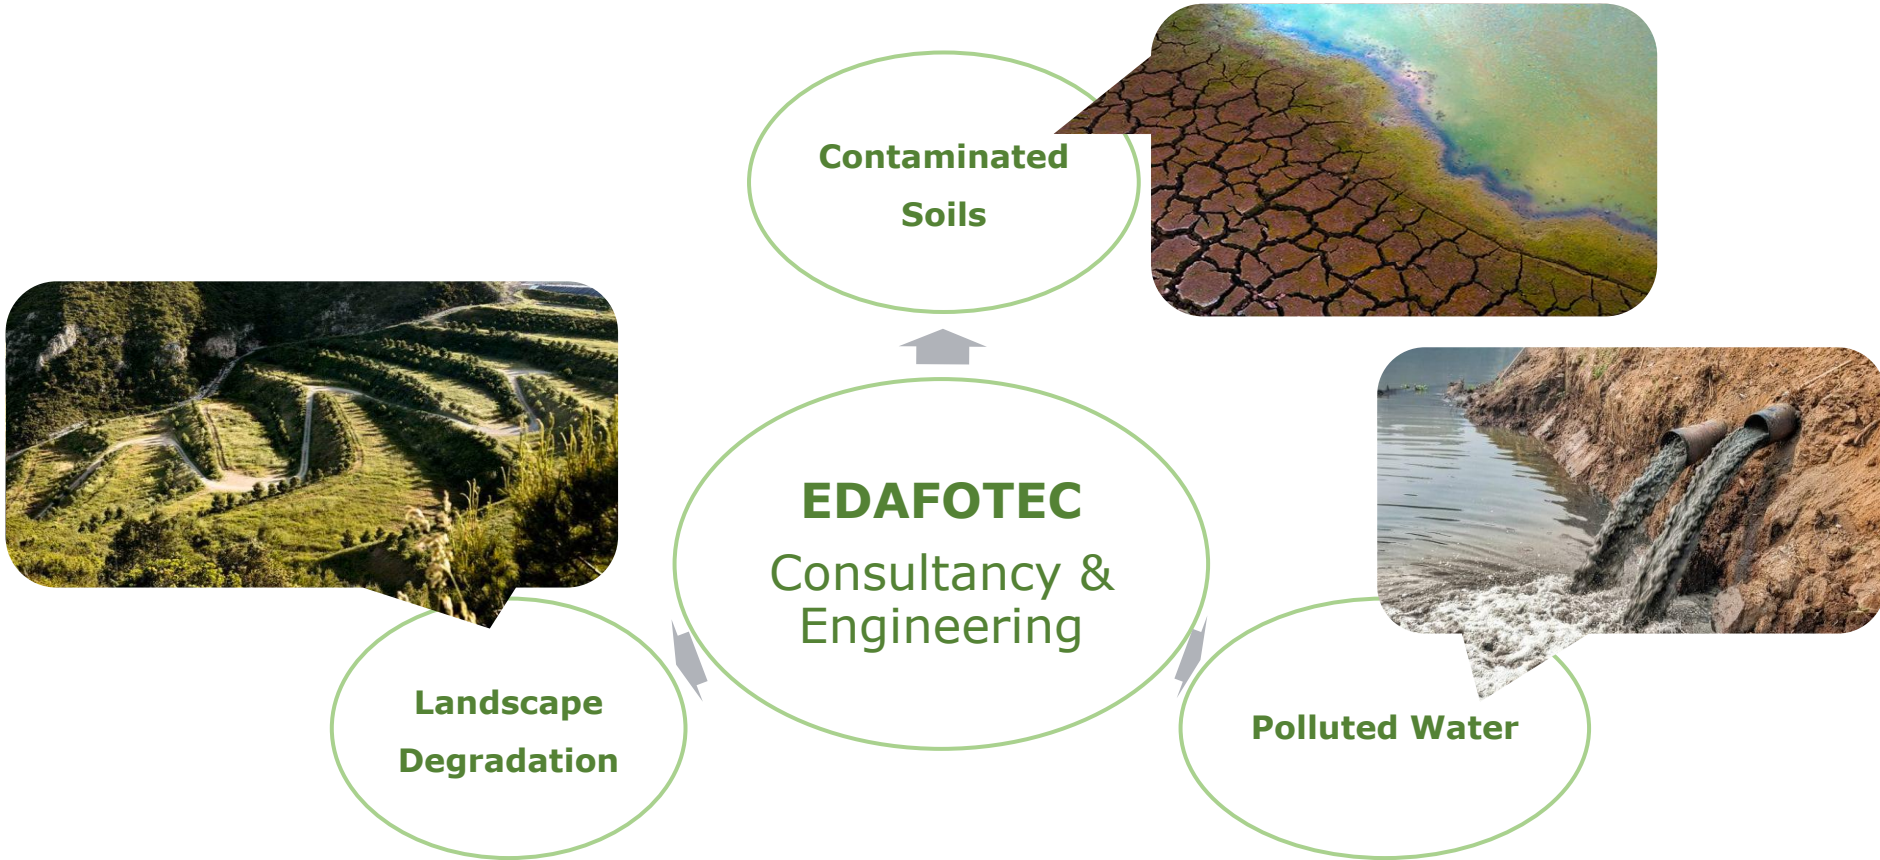 Contaminated
Soils
EDAFOTEC
Consultancy &
Engineering
Landscape
Degradation
Polluted Water